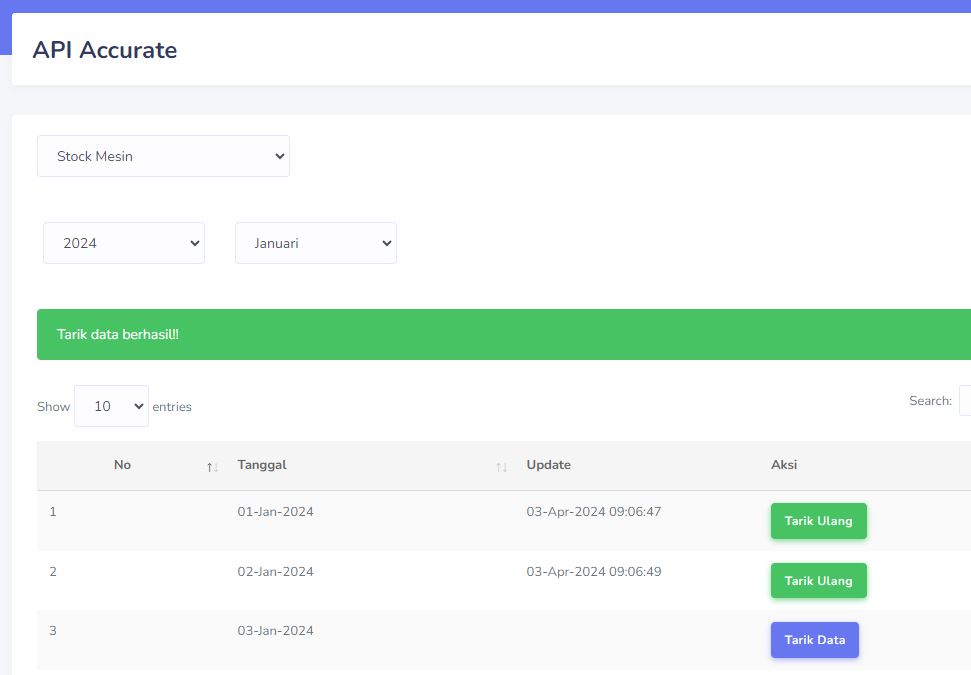 API Accurate
Stock Mesin
2024 Januari
Tarik data berhasil!!
Show 10 entries Search:
No Tanggal Update Aksi
1 01-Jan-2024 03-Apr-2024 09:06:47 Tarik Ulang
2 02-Jan-2024 03-Apr-2024 09:06:49 Tarik Ulang
3 03-Jan-2024 Tarik Data